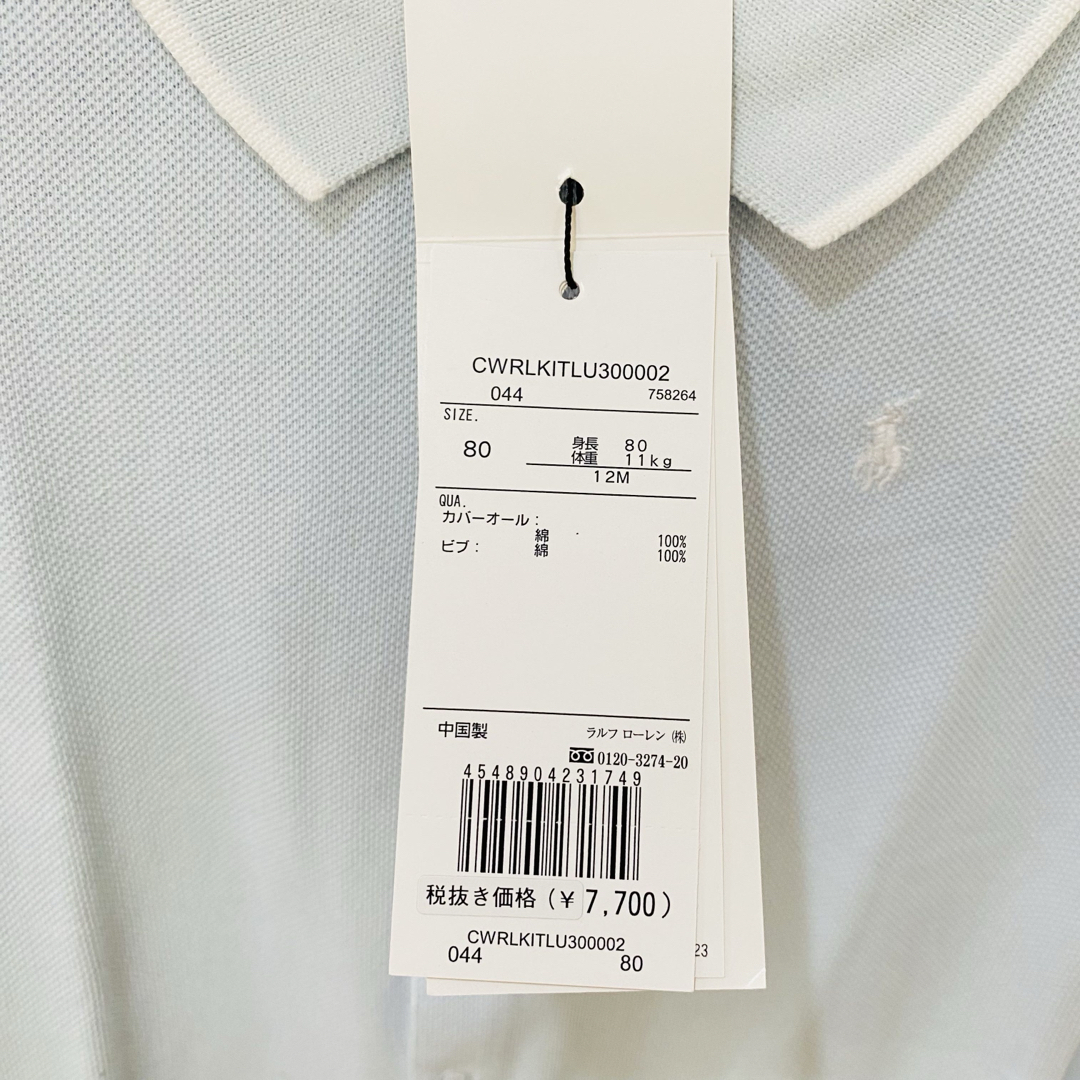 CWRLKITLU300002
044 758264
SIZE.
80 身長 80
体重 11kg
12M
QUA.
カバーオール:
綿 100%
ビブ: 綿 100%
中国製 ラルフ ローレン (株)
0120-3274-20
4548904231749
税抜き価格(¥7,700)
CWRLKITLU300002
044 80
23